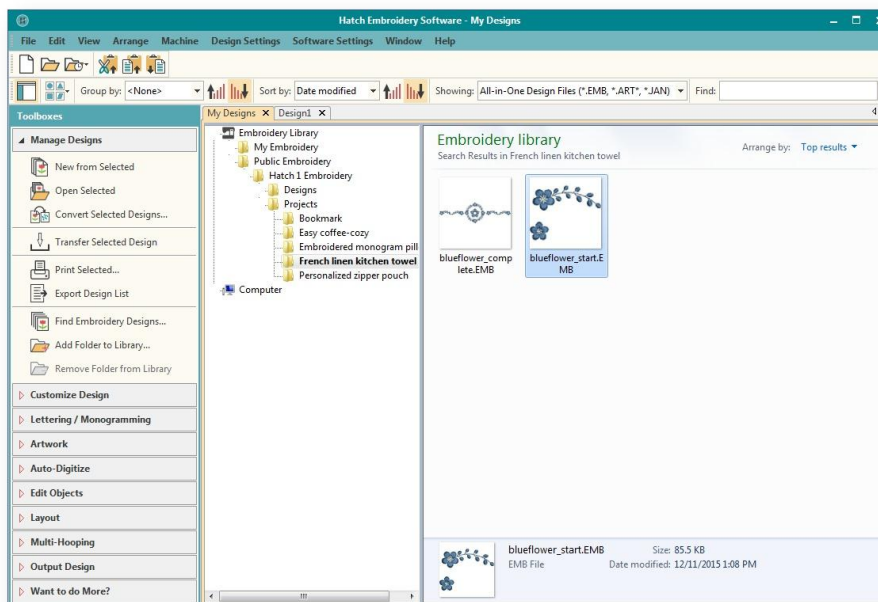 Hatch Embroidery Software - My Designs
File Edit View Arrange Machine Design Settings Software Settings Window Help
Group by: <None> Sort by: Date modified Showing: All-in-One Design Files (*.EMB, *.ART*, *.JAN) Find:
Toolboxes
My Designs X Design1 X
Manage Designs
New from Selected
Open Selected
Convert Selected Designs...
Transfer Selected Design
Print Selected...
Export Design List
Find Embroidery Designs...
Add Folder to Library...
Remove Folder from Library
Customize Design
Lettering / Monogramming
Artwork
Auto-Digitize
Edit Objects
Layout
Multi-Hooping
Output Design
Want to do More?
Embroidery Library
My Embroidery
Public Embroidery
Hatch 1 Embroidery
Designs
Projects
Bookmark
Easy coffee-cozy
Embroidered monogram pill
French linen kitchen towel
Personalized zipper pouch
Computer
Embroidery library
Search Results in French linen kitchen towel
Arrange by: Top results
blueflower_comp
lete.EMB
blueflower_start.E
MB
blueflower_start.EMB Size: 85.5 KB
EMB File Date modified: 12/11/2015 1:08 PM